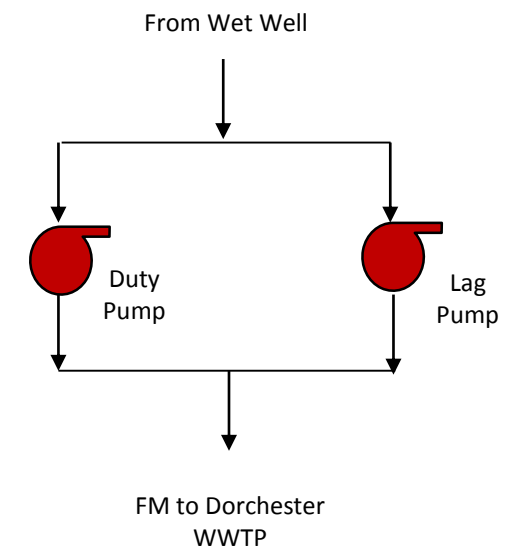 From Wet Well
Duty
Pump
Lag
Pump
FM to Dorchester
WWTP